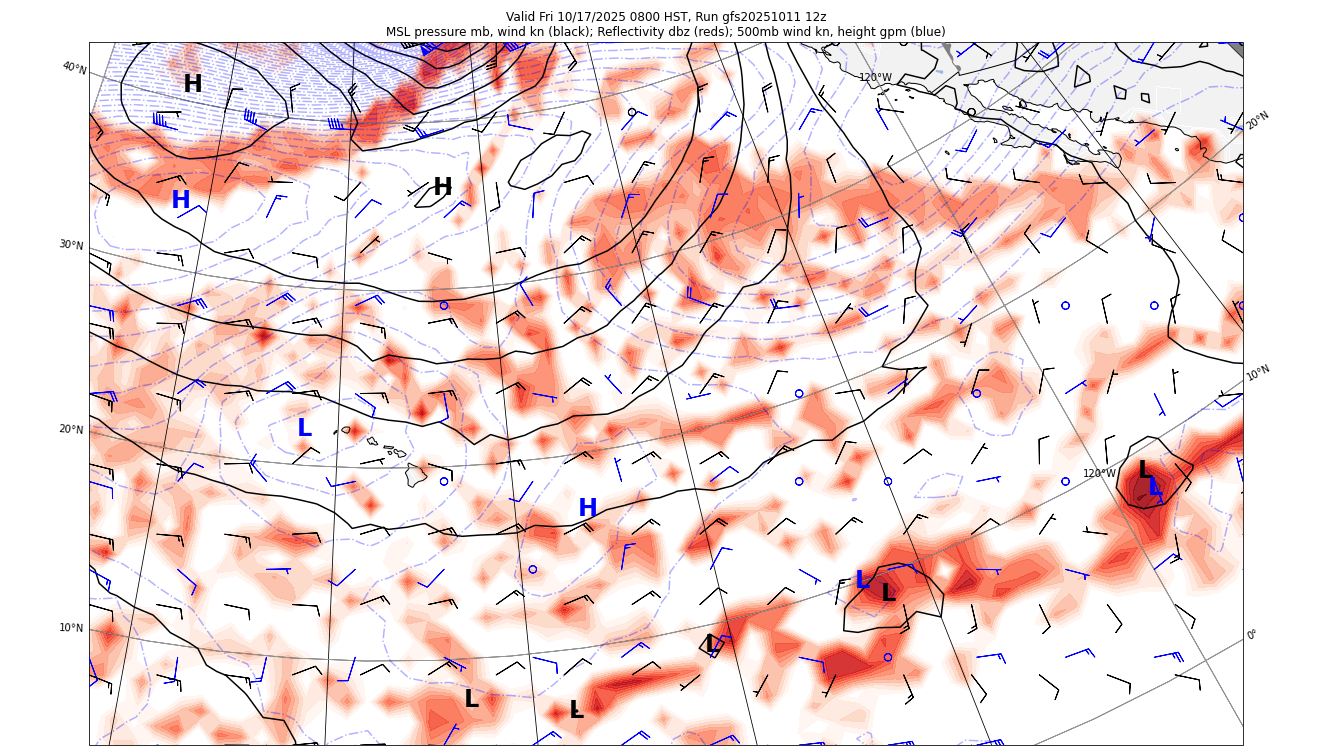 Valid Fri 10/17/2025 0800 HST, Run gfs20251011 12z
MSL pressure mb, wind kn (black); Reflectivity dbz (reds); 500mb wind kn, height gpm (blue)
40°N
120°W
H
20°N
H
H
30°N
10°N
20°N
L
L
120°W
L
H
L
L
10°N
0°
L
L
L